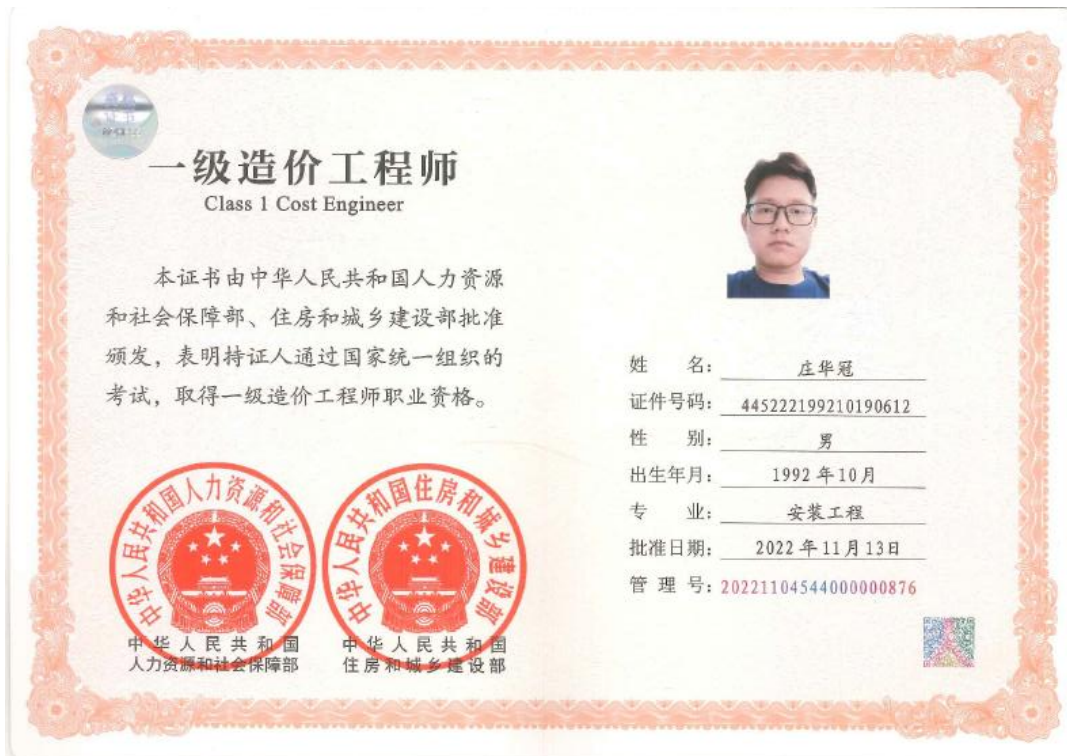 一级造价工程师
Class 1 Cost Engineer
本证书由中华人民共和国人力资源
和社会保障部、住房和城乡建设部批准
颁发，表明持证人通过国家统一组织的
考试，取得一级造价工程师职业资格。
中华人民共和国人力资源和社会保障部
中华人民共和国住房和城乡建设部
中华人民共和国
人力资源和社会保障部
中华人民共和国
住房和城乡建设部
姓 名： 庄华冠
证件号码： 445222199210190612
性 别： 男
出生年月： 1992年10月
专 业： 安装工程
批准日期： 2022年11月13日
管 理 号：20221104544000000876